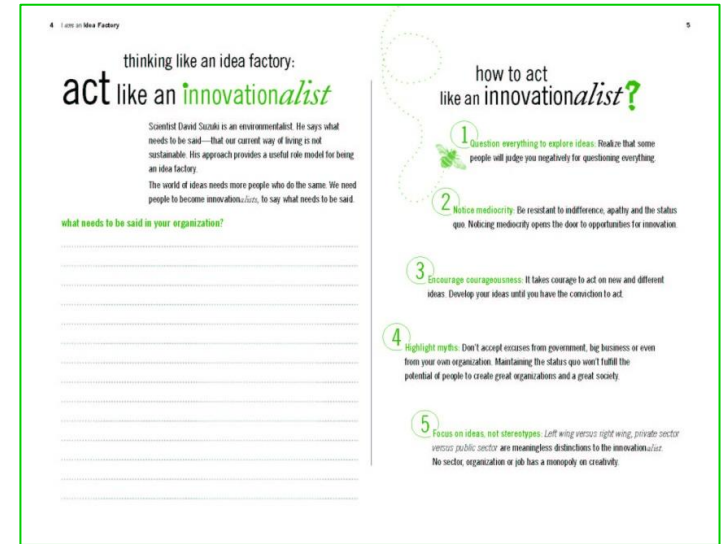 4 I am an Idea Factory
thinking like an idea factory:
act like an innovationalist
Scientist David Suzuki is an environmentalist. He says what
needs to be said—that our current way of living is not
sustainable. His approach provides a useful role model for being
an idea factory.
The world of ideas needs more people who do the same. We need
people to become innovationalists, to say what needs to be said.
what needs to be said in your organization?
5
how to act
like an innovationalist?
1 Question everything to explore ideas: Realize that some
people will judge you negatively for questioning everything.
2 Notice mediocrity: Be resistant to indifference, apathy and the status
quo. Noticing mediocrity opens the door to opportunities for innovation.
3 Encourage courageousness: It takes courage to act on new and different
ideas. Develop your ideas until you have the conviction to act.
4 Highlight myths: Don't accept excuses from government, big business or even
from your own organization. Maintaining the status quo won't fulfill the
potential of people to create great organizations and a great society.
5 Focus on ideas, not stereotypes: Left wing versus right wing, private sector
versus public sector are meaningless distinctions to the innovationalist.
No sector, organization or job has a monopoly on creativity.